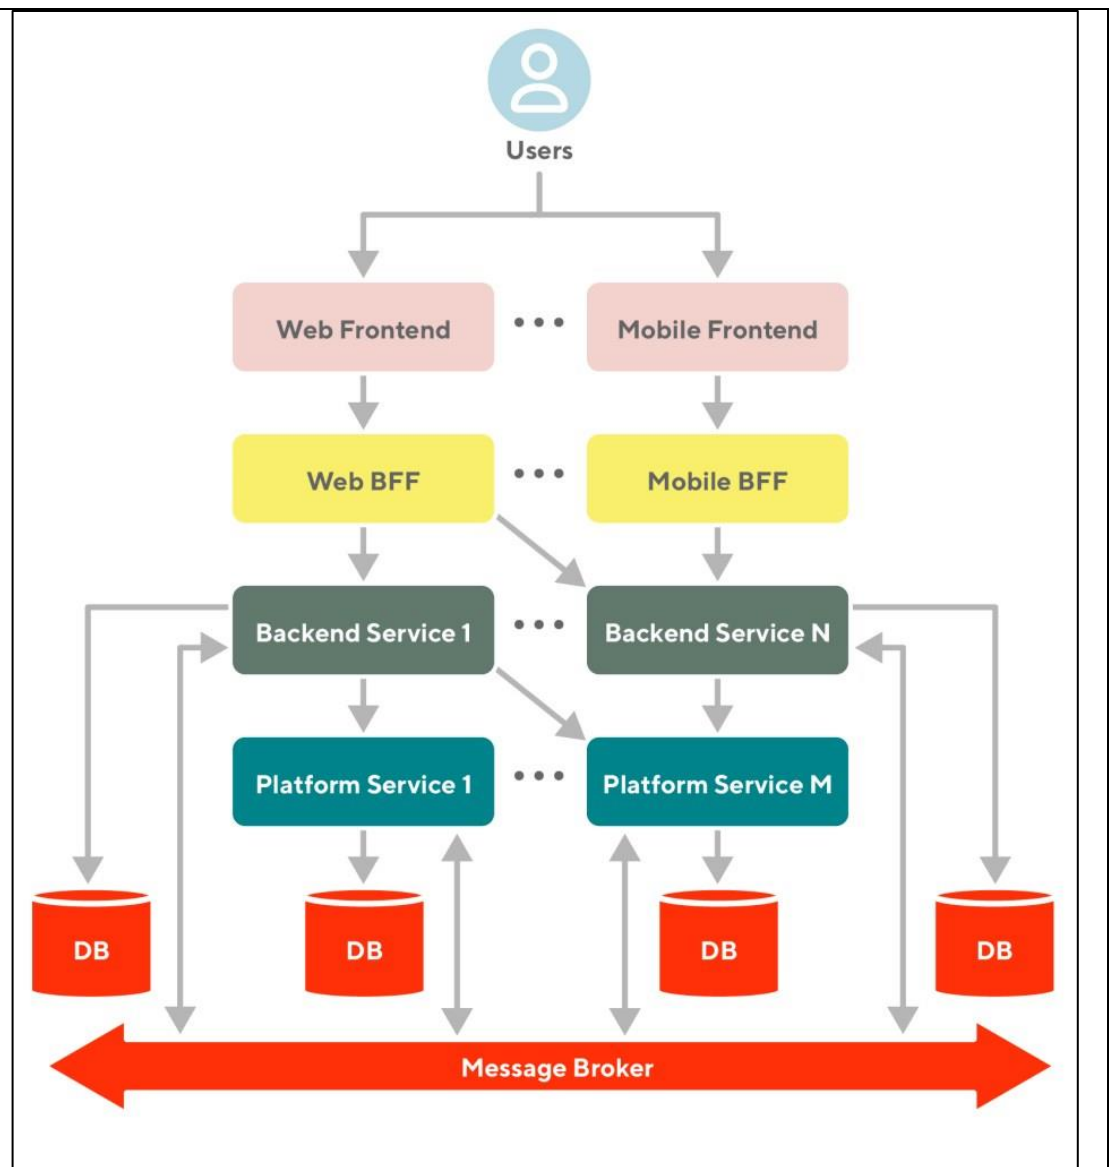 Users
Web Frontend
Mobile Frontend
Web BFF
Mobile BFF
Backend Service 1
Backend Service N
Platform Service 1
Platform Service M
DB
DB
DB
DB
Message Broker